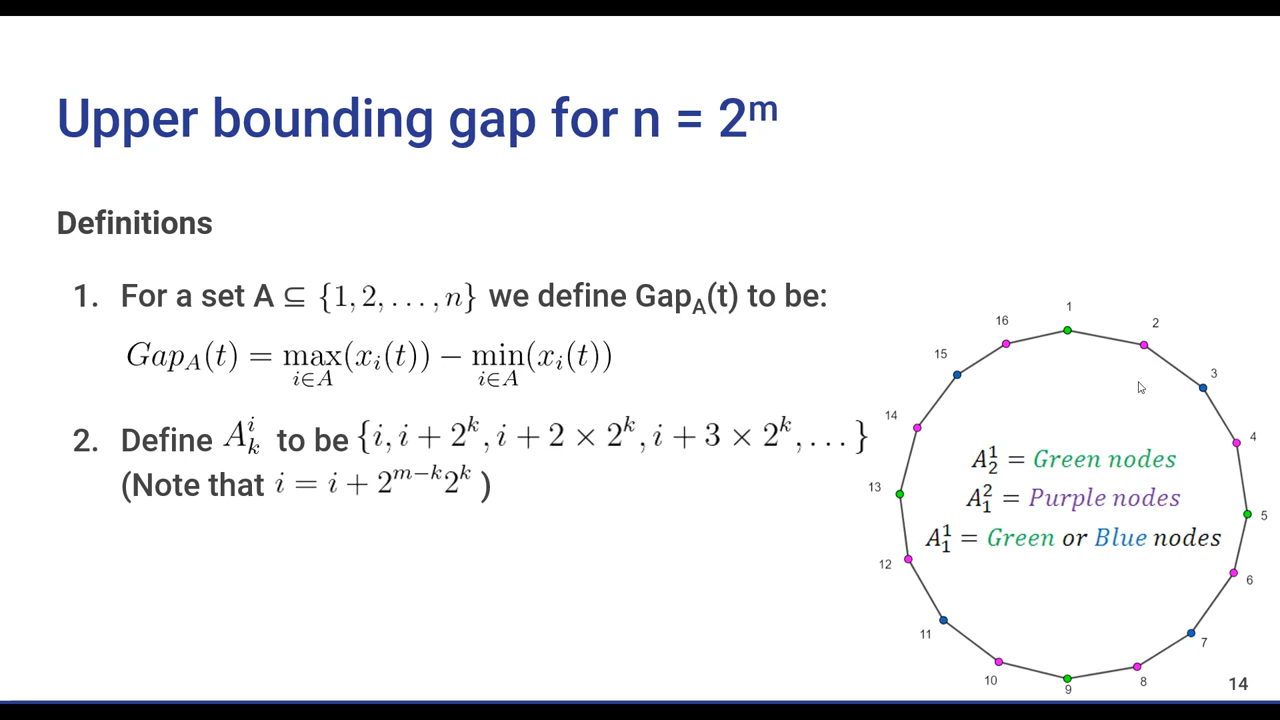 Upper bounding gap for n = 2ᵐ
Definitions
1. For a set A ⊆ {1, 2, . . . , n} we define Gap_A(t) to be:
Gap_A(t) = max_{i∈A}(x_i(t)) − min_{i∈A}(x_i(t))
2. Define A_k^i to be {i, i + 2^k, i + 2 × 2^k, i + 3 × 2^k, . . . }
(Note that i = i + 2^{m−k}2^k )
1
2
3
4
5
6
7
8
9
10
11
12
13
14
15
16
A_2^1 = Green nodes
A_1^2 = Purple nodes
A_1^1 = Green or Blue nodes
14